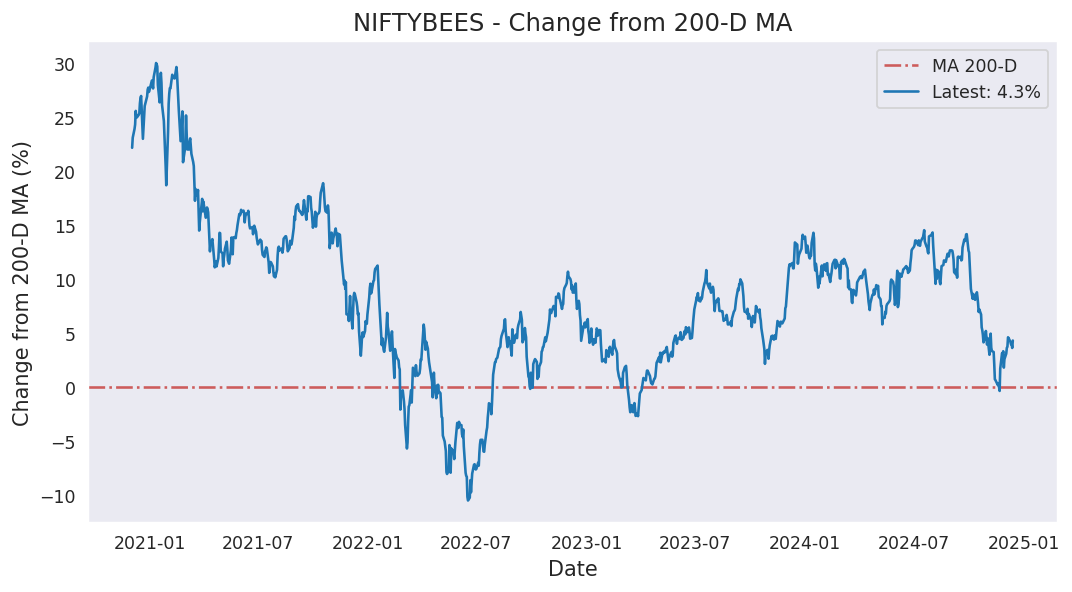 NIFTYBEES - Change from 200-D MA
MA 200-D
Latest: 4.3%
Change from 200-D MA (%)
30
25
20
15
10
5
0
−5
−10
2021-01 2021-07 2022-01 2022-07 2023-01 2023-07 2024-01 2024-07 2025-01
Date